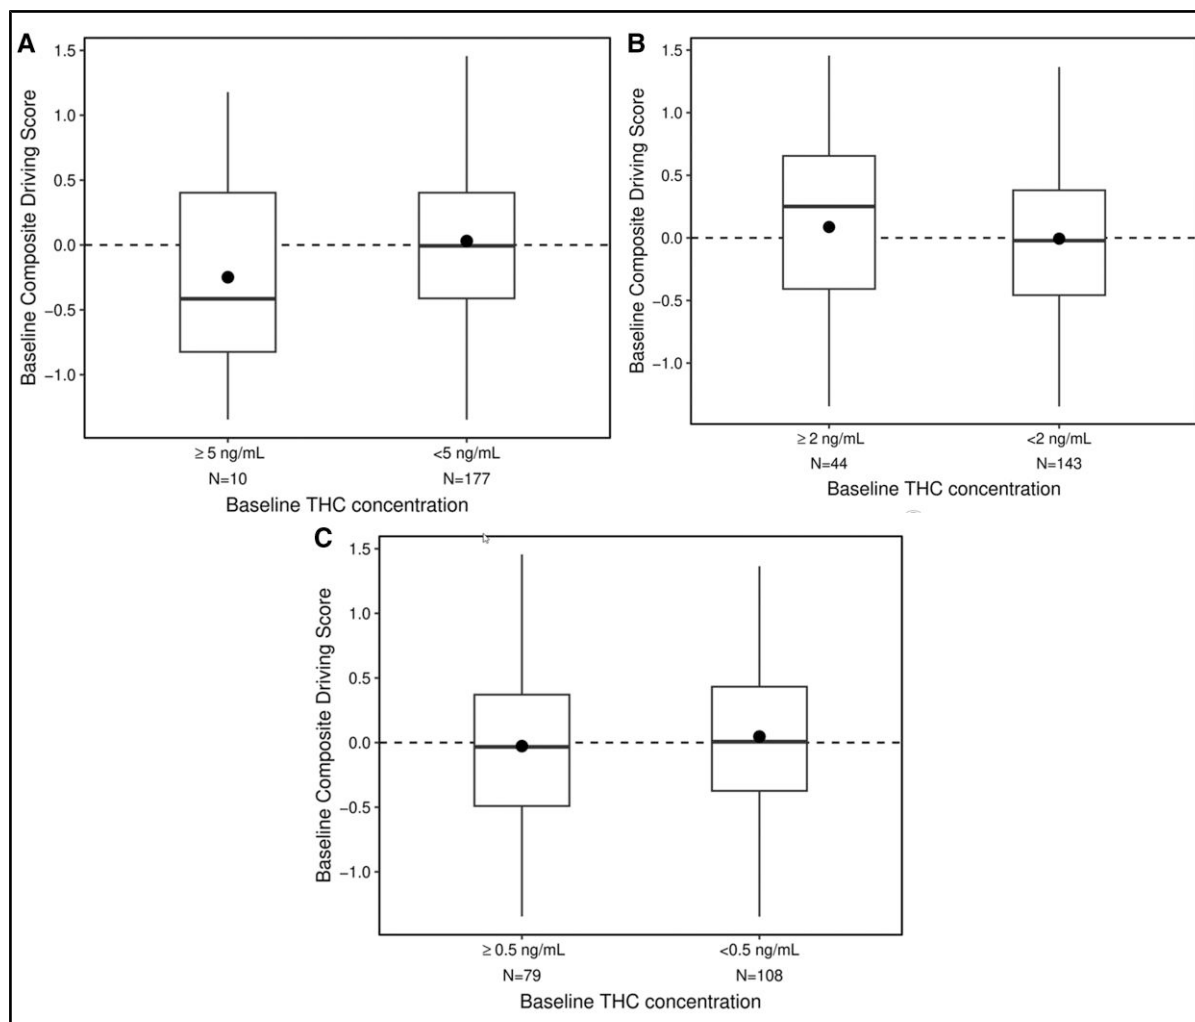 A
Baseline Composite Driving Score
1.5
1.0
0.5
0.0
−0.5
−1.0
≥ 5 ng/mL <5 ng/mL
N=10 N=177
Baseline THC concentration
B
Baseline Composite Driving Score
1.5
1.0
0.5
0.0
−0.5
−1.0
≥ 2 ng/mL <2 ng/mL
N=44 N=143
Baseline THC concentration
C
Baseline Composite Driving Score
1.5
1.0
0.5
0.0
−0.5
−1.0
≥ 0.5 ng/mL <0.5 ng/mL
N=79 N=108
Baseline THC concentration